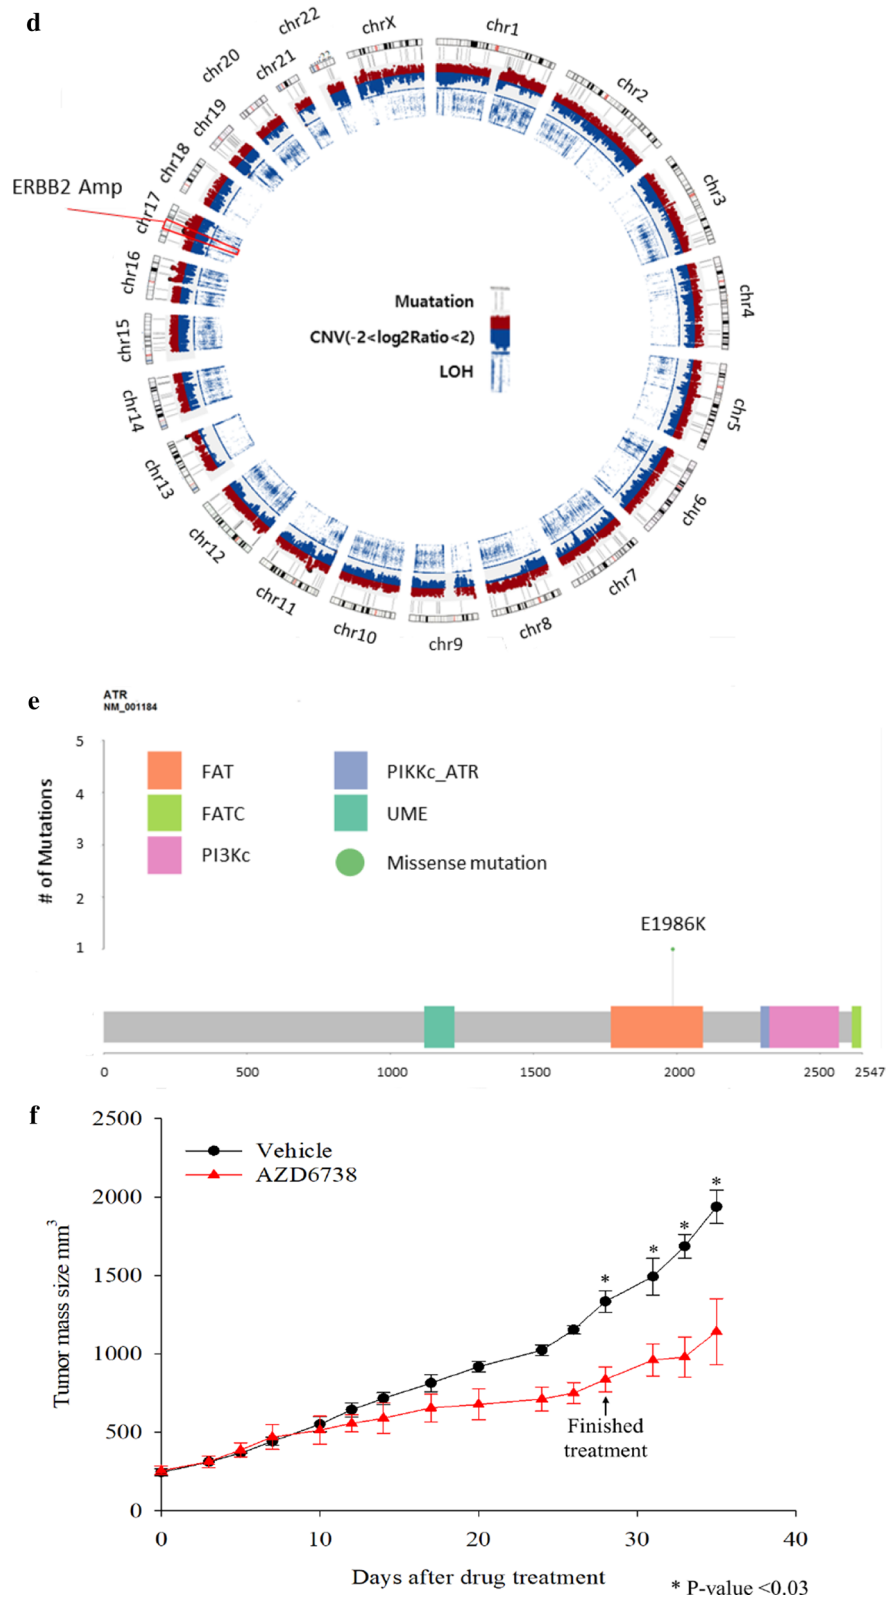 d
chr22
chrX
chr1
chr20
chr21
chr2
chr19
chr18
chr3
ERBB2 Amp
chr17
chr16
chr4
Muatation
CNV(-2<log2Ratio<2)
LOH
chr15
chr5
chr14
chr13
chr6
chr12
chr7
chr11
chr8
chr10
chr9
e
ATR
NM_001184
# of Mutations
5
4
3
2
1
FAT
PIKKc_ATR
FATC
UME
PI3Kc
Missense mutation
E1986K
0
500
1000
1500
2000
2500
2547
f
2500
2000
1500
1000
500
0
Tumor mass size mm³
Vehicle
AZD6738
*
*
*
*
Finished
treatment
0
10
20
30
40
Days after drug treatment
* P-value <0.03